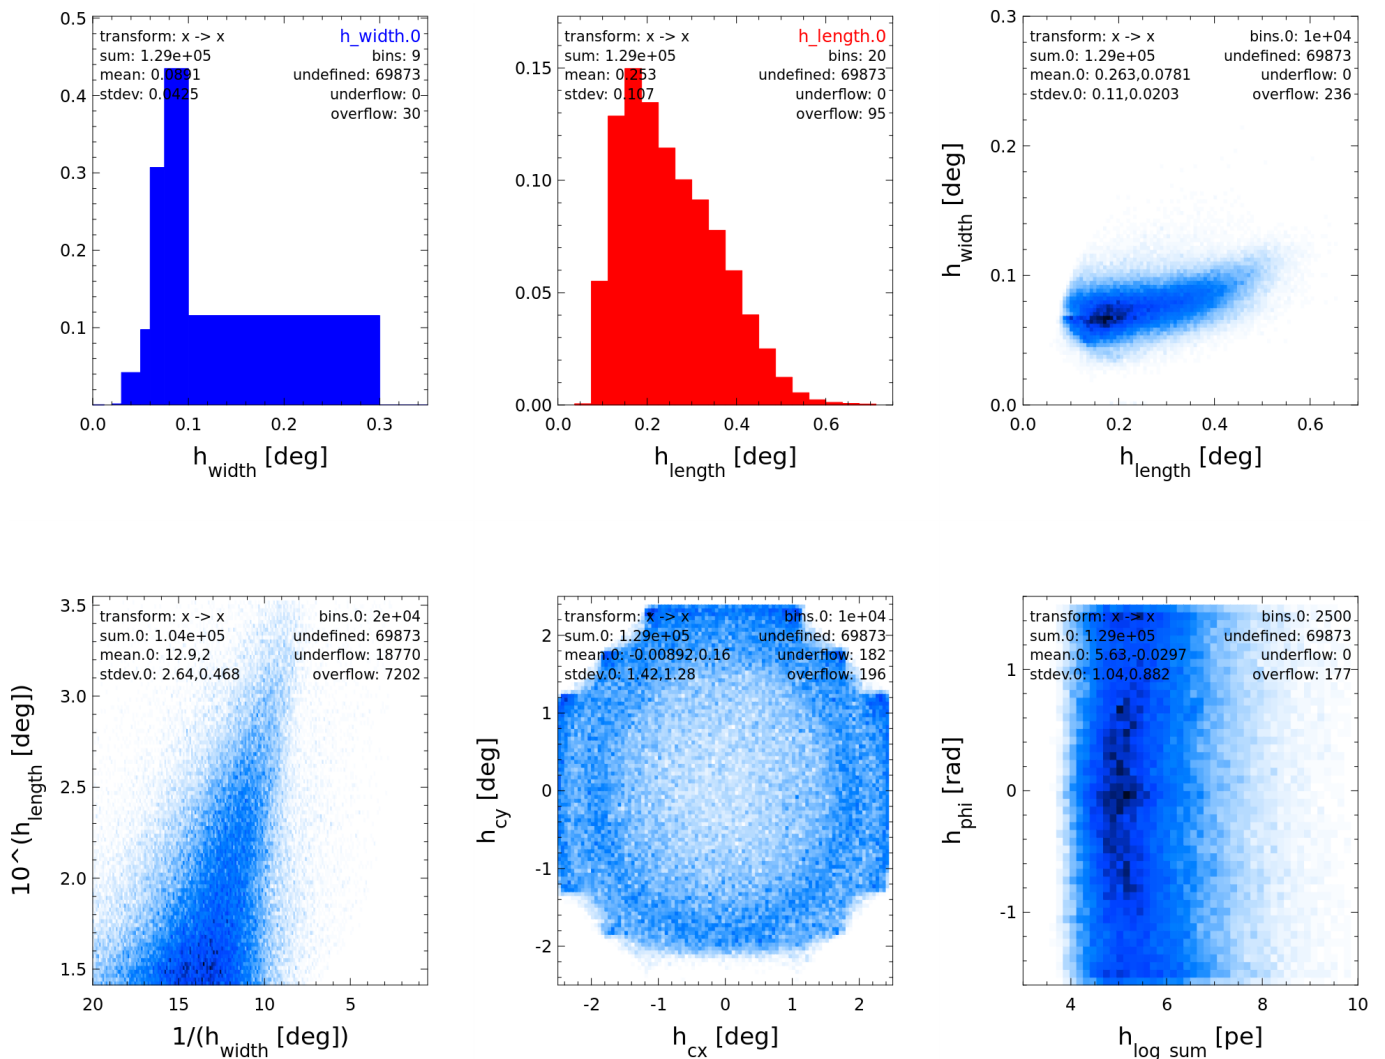 transform: x -> x h_width.0
sum: 1.29e+05 bins: 9
mean: 0.0891 undefined: 69873
stdev: 0.0425 underflow: 0
overflow: 30
0.5
0.4
0.3
0.2
0.1
0.0 0.1 0.2 0.3
h_width [deg]
transform: x -> x h_length.0
sum: 1.29e+05 bins: 20
mean: 0.253 undefined: 69873
stdev: 0.107 underflow: 0
overflow: 95
0.15
0.10
0.05
0.00
0.0 0.2 0.4 0.6
h_length [deg]
transform: x -> x bins.0: 1e+04
sum.0: 1.29e+05 undefined: 69873
mean.0: 0.263,0.0781 underflow: 0
stdev.0: 0.11,0.0203 overflow: 236
0.3
0.2
0.1
0.0
h_width [deg]
0.0 0.2 0.4 0.6
h_length [deg]
transform: x -> x bins.0: 2e+04
sum.0: 1.04e+05 undefined: 69873
mean.0: 12.9,2 underflow: 18770
stdev.0: 2.64,0.468 overflow: 7202
3.5
3.0
2.5
2.0
1.5
10^(h_length [deg])
20 15 10 5
1/(h_width [deg])
transform: x -> x bins.0: 1e+04
sum.0: 1.29e+05 undefined: 69873
mean.0: -0.00892,0.16 underflow: 182
stdev.0: 1.42,1.28 overflow: 196
2
1
0
-1
-2
h_cy [deg]
-2 -1 0 1 2
h_cx [deg]
transform: x -> x bins.0: 2500
sum.0: 1.29e+05 undefined: 69873
mean.0: 5.63,-0.0297 underflow: 0
stdev.0: 1.04,0.882 overflow: 177
1
0
-1
h_phi [rad]
4 6 8 10
h_log_sum [pe]